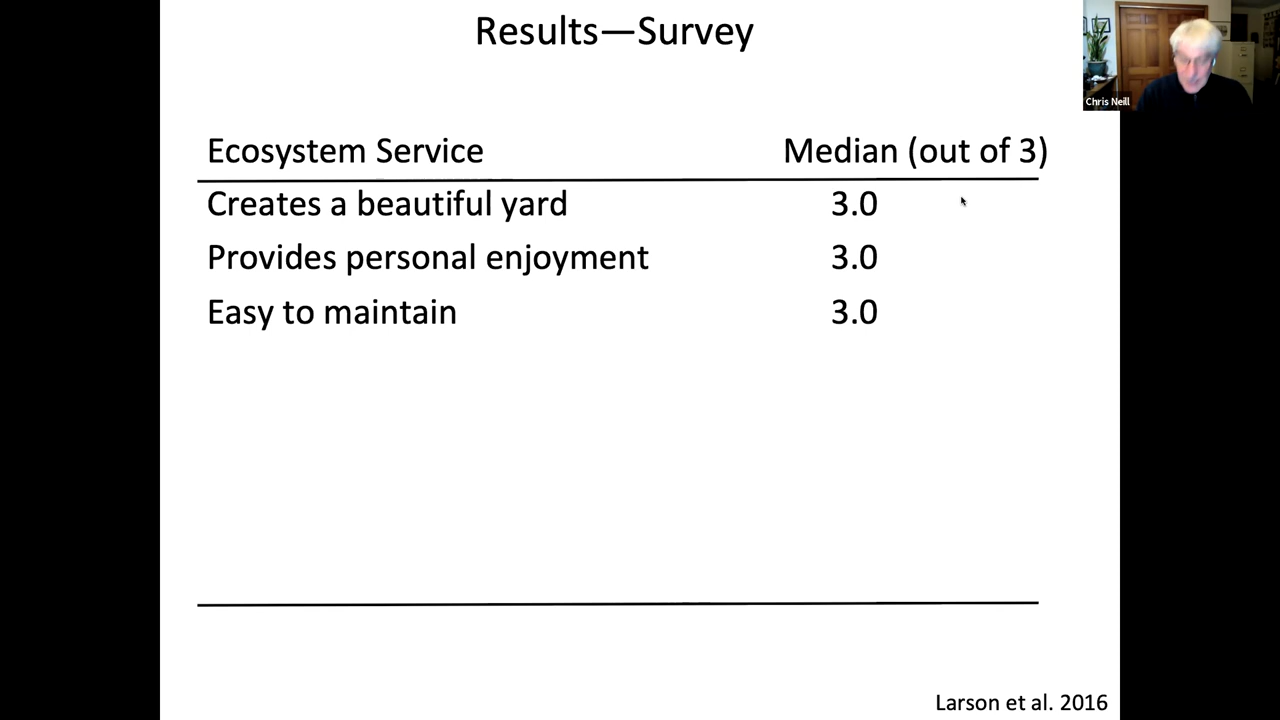 Results—Survey
Chris Neill
Ecosystem Service Median (out of 3)
Creates a beautiful yard 3.0
Provides personal enjoyment 3.0
Easy to maintain 3.0
Larson et al. 2016